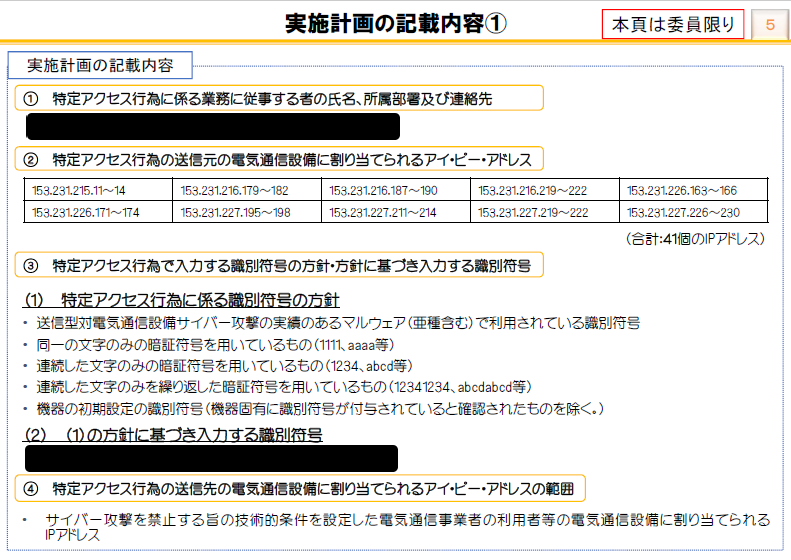 実施計画の記載内容①
本頁は委員限り
5
実施計画の記載内容
① 特定アクセス行為に係る業務に従事する者の氏名、所属部署及び連絡先
② 特定アクセス行為の送信元の電気通信設備に割り当てられるアイ・ピー・アドレス
153.231.215.11～14 153.231.216.179～182 153.231.216.187～190 153.231.216.219～222 153.231.226.163～166
153.231.226.171～174 153.231.227.195～198 153.231.227.211～214 153.231.227.219～222 153.231.227.226～230
（合計：41個のIPアドレス）
③ 特定アクセス行為で入力する識別符号の方針・方針に基づき入力する識別符号
(1) 特定アクセス行為に係る識別符号の方針
・ 送信型対電気通信設備サイバー攻撃の実績のあるマルウェア（亜種含む）で利用されている識別符号
・ 同一の文字のみの暗証符号を用いているもの（1111、aaaa等）
・ 連続した文字のみの暗証符号を用いているもの（1234、abcd等）
・ 連続した文字のみを繰り返した暗証符号を用いているもの（12341234、abcdabcd等）
・ 機器の初期設定の識別符号（機器固有に識別符号が付与されていると確認されたものを除く。）
(2) (1)の方針に基づき入力する識別符号
④ 特定アクセス行為の送信先の電気通信設備に割り当てられるアイ・ピー・アドレスの範囲
・ サイバー攻撃を禁止する旨の技術的条件を設定した電気通信事業者の利用者等の電気通信設備に割り当てられる
IPアドレス